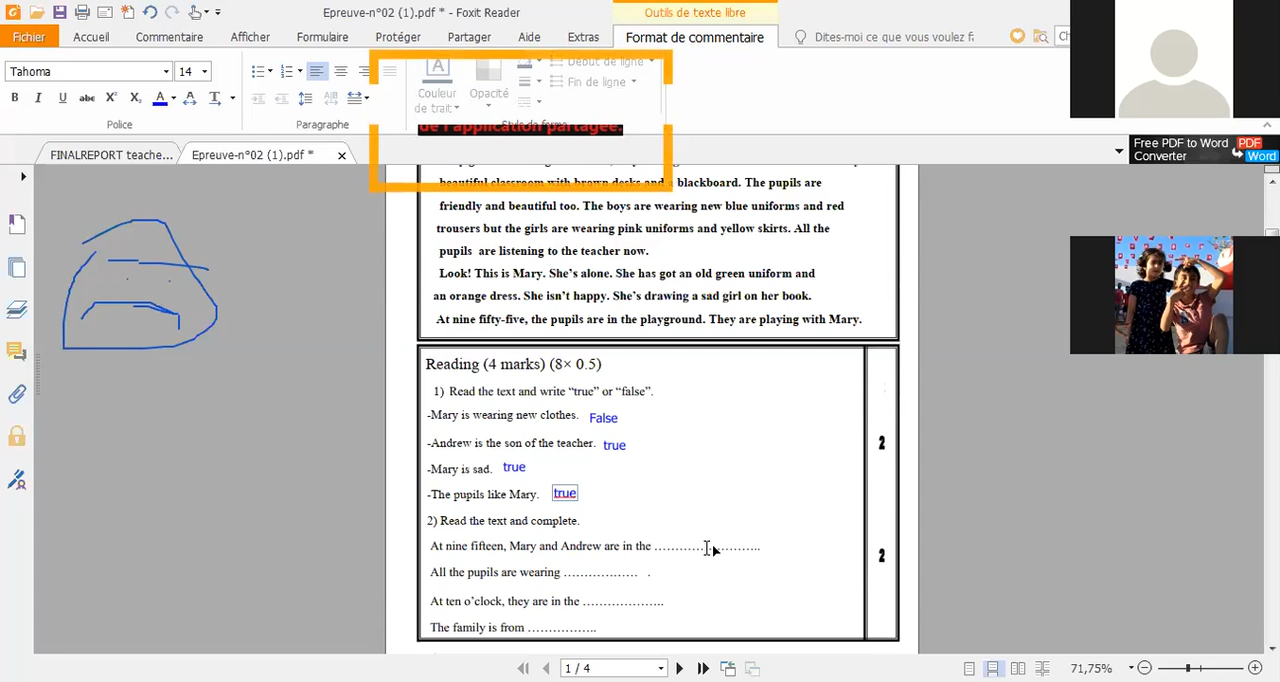 Epreuve-n°02 (1).pdf * - Foxit Reader
Outils de texte libre
Fichier Accueil Commentaire Afficher Formulaire Protéger Partager Aide Extras Format de commentaire Dites-moi ce que vous voulez f
Tahoma 14
Couleur de trait
Opacité
Début de ligne
Fin de ligne
Police Paragraphe Style de forme
de l'application partagée.
FINALREPORT teache... Epreuve-n°02 (1).pdf *
Free PDF to Word
Converter
PDF
Word
beautiful classroom with brown desks and a blackboard. The pupils are
friendly and beautiful too. The boys are wearing new blue uniforms and red
trousers but the girls are wearing pink uniforms and yellow skirts. All the
pupils are listening to the teacher now.
Look! This is Mary. She's alone. She has got an old green uniform and
an orange dress. She isn't happy. She's drawing a sad girl on her book.
At nine fifty-five, the pupils are in the playground. They are playing with Mary.
Reading (4 marks) (8× 0.5)
1) Read the text and write “true” or “false”.
-Mary is wearing new clothes. False
-Andrew is the son of the teacher. true
2
-Mary is sad. true
-The pupils like Mary. true
2) Read the text and complete.
At nine fifteen, Mary and Andrew are in the ……………………..
2
All the pupils are wearing ……………… .
At ten o'clock, they are in the ………………..
The family is from ……………..
1 / 4
71,75%